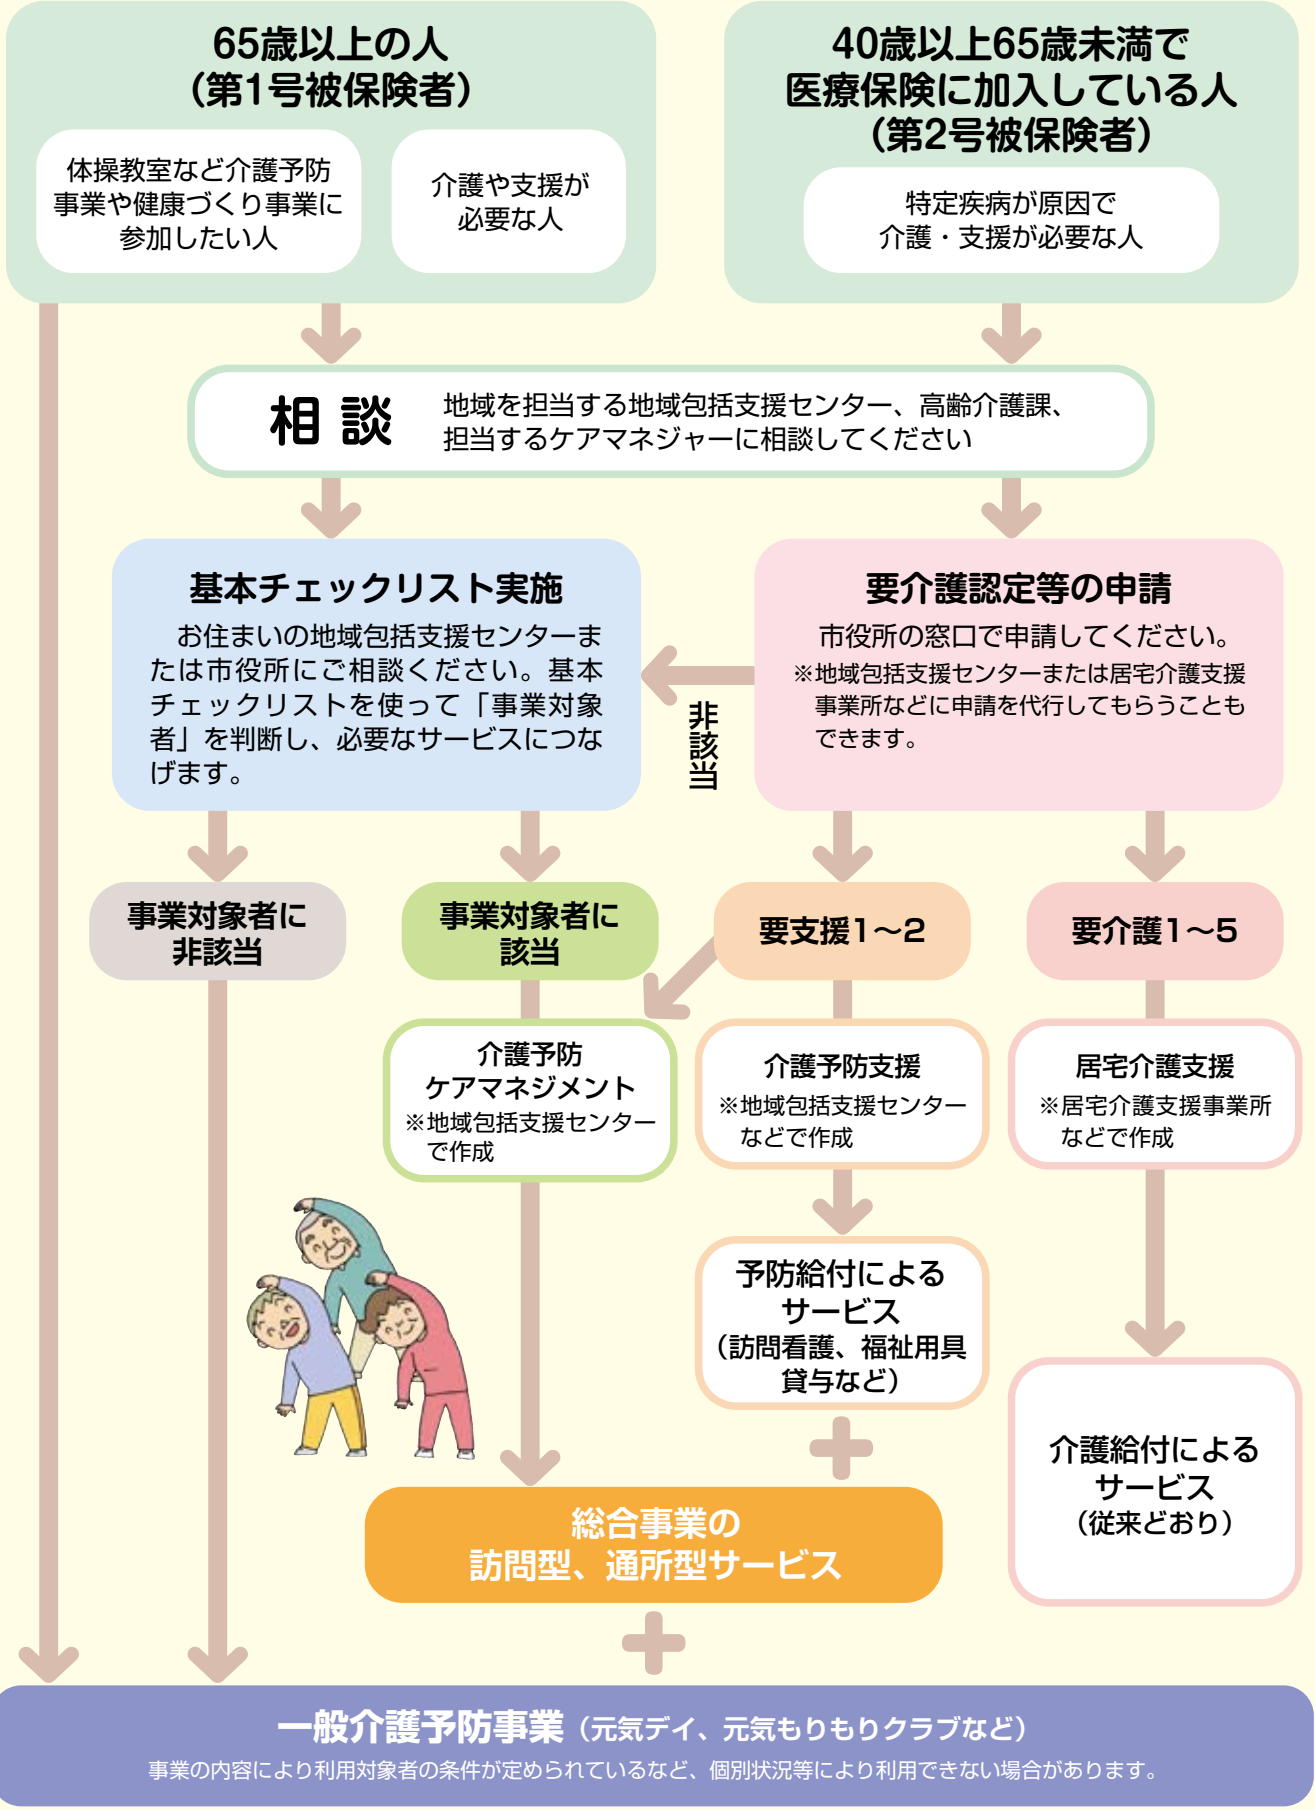 65歳以上の人
（第1号被保険者）
体操教室など介護予防
事業や健康づくり事業に
参加したい人
介護や支援が
必要な人
40歳以上65歳未満で
医療保険に加入している人
（第2号被保険者）
特定疾病が原因で
介護・支援が必要な人
相談
地域を担当する地域包括支援センター、高齢介護課、
担当するケアマネジャーに相談してください
基本チェックリスト実施
お住まいの地域包括支援センターま
たは市役所にご相談ください。基本
チェックリストを使って「事業対象
者」を判断し、必要なサービスにつな
げます。
非該当
要介護認定等の申請
市役所の窓口で申請してください。
※地域包括支援センターまたは居宅介護支援
事業所などに申請を代行してもらうことも
できます。
事業対象者に
非該当
事業対象者に
該当
要支援1～2
要介護1～5
介護予防
ケアマネジメント
※地域包括支援センター
で作成
介護予防支援
※地域包括支援センター
などで作成
居宅介護支援
※居宅介護支援事業所
などで作成
予防給付による
サービス
（訪問看護、福祉用具
貸与など）
介護給付による
サービス
（従来どおり）
総合事業の
訪問型、通所型サービス
一般介護予防事業（元気デイ、元気もりもりクラブなど）
事業の内容により利用対象者の条件が定められているなど、個別状況等により利用できない場合があります。